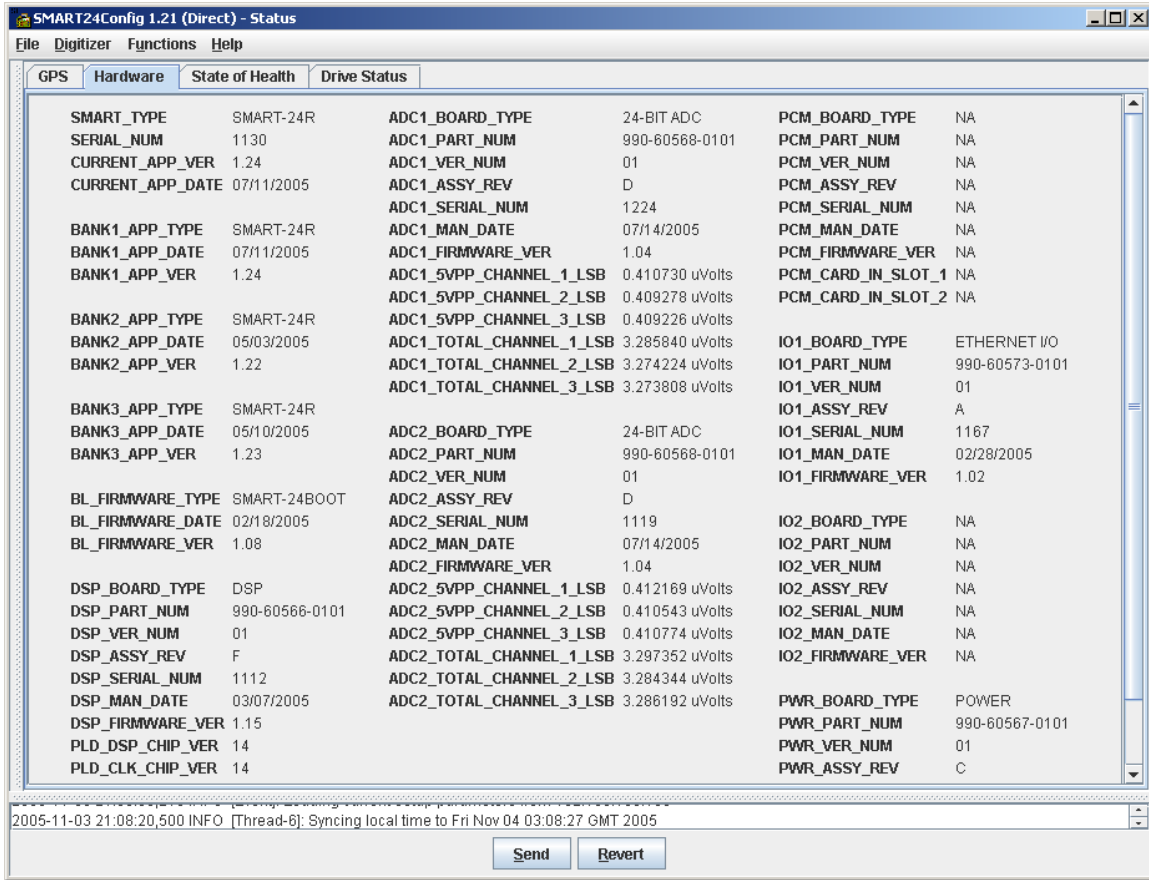 SMART24Config 1.21 (Direct) - Status
File Digitizer Functions Help
GPS Hardware State of Health Drive Status
SMART_TYPE SMART-24R
SERIAL_NUM 1130
CURRENT_APP_VER 1.24
CURRENT_APP_DATE 07/11/2005
BANK1_APP_TYPE SMART-24R
BANK1_APP_DATE 07/11/2005
BANK1_APP_VER 1.24
BANK2_APP_TYPE SMART-24R
BANK2_APP_DATE 05/03/2005
BANK2_APP_VER 1.22
BANK3_APP_TYPE SMART-24R
BANK3_APP_DATE 05/10/2005
BANK3_APP_VER 1.23
BL_FIRMWARE_TYPE SMART-24BOOT
BL_FIRMWARE_DATE 02/18/2005
BL_FIRMWARE_VER 1.08
DSP_BOARD_TYPE DSP
DSP_PART_NUM 990-60566-0101
DSP_VER_NUM 01
DSP_ASSY_REV F
DSP_SERIAL_NUM 1112
DSP_MAN_DATE 03/07/2005
DSP_FIRMWARE_VER 1.15
PLD_DSP_CHIP_VER 14
PLD_CLK_CHIP_VER 14
ADC1_BOARD_TYPE 24-BIT ADC
ADC1_PART_NUM 990-60568-0101
ADC1_VER_NUM 01
ADC1_ASSY_REV D
ADC1_SERIAL_NUM 1224
ADC1_MAN_DATE 07/14/2005
ADC1_FIRMWARE_VER 1.04
ADC1_5VPP_CHANNEL_1_LSB 0.410730 uVolts
ADC1_5VPP_CHANNEL_2_LSB 0.409278 uVolts
ADC1_5VPP_CHANNEL_3_LSB 0.409226 uVolts
ADC1_TOTAL_CHANNEL_1_LSB 3.285840 uVolts
ADC1_TOTAL_CHANNEL_2_LSB 3.274224 uVolts
ADC1_TOTAL_CHANNEL_3_LSB 3.273808 uVolts
ADC2_BOARD_TYPE 24-BIT ADC
ADC2_PART_NUM 990-60568-0101
ADC2_VER_NUM 01
ADC2_ASSY_REV D
ADC2_SERIAL_NUM 1119
ADC2_MAN_DATE 07/14/2005
ADC2_FIRMWARE_VER 1.04
ADC2_5VPP_CHANNEL_1_LSB 0.412169 uVolts
ADC2_5VPP_CHANNEL_2_LSB 0.410543 uVolts
ADC2_5VPP_CHANNEL_3_LSB 0.410774 uVolts
ADC2_TOTAL_CHANNEL_1_LSB 3.297352 uVolts
ADC2_TOTAL_CHANNEL_2_LSB 3.284344 uVolts
ADC2_TOTAL_CHANNEL_3_LSB 3.286192 uVolts
PCM_BOARD_TYPE NA
PCM_PART_NUM NA
PCM_VER_NUM NA
PCM_ASSY_REV NA
PCM_SERIAL_NUM NA
PCM_MAN_DATE NA
PCM_FIRMWARE_VER NA
PCM_CARD_IN_SLOT_1 NA
PCM_CARD_IN_SLOT_2 NA
IO1_BOARD_TYPE ETHERNET I/O
IO1_PART_NUM 990-60573-0101
IO1_VER_NUM 01
IO1_ASSY_REV A
IO1_SERIAL_NUM 1167
IO1_MAN_DATE 02/28/2005
IO1_FIRMWARE_VER 1.02
IO2_BOARD_TYPE NA
IO2_PART_NUM NA
IO2_VER_NUM NA
IO2_ASSY_REV NA
IO2_SERIAL_NUM NA
IO2_MAN_DATE NA
IO2_FIRMWARE_VER NA
PWR_BOARD_TYPE POWER
PWR_PART_NUM 990-60567-0101
PWR_VER_NUM 01
PWR_ASSY_REV C
2005-11-03 21:08:20,500 INFO [Thread-6]: Syncing local time to Fri Nov 04 03:08:27 GMT 2005
Send Revert